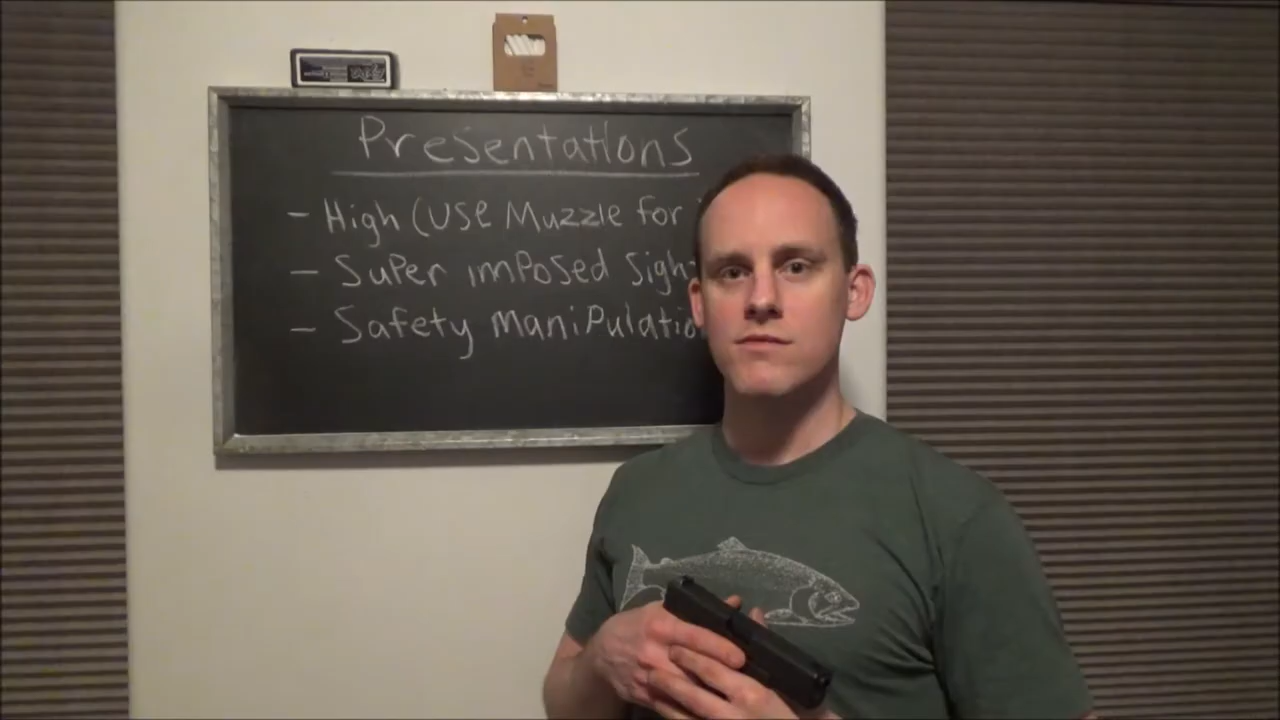 Presentations
- High (Use Muzzle for
- Super imposed Sigh
- Safety Manipulatio